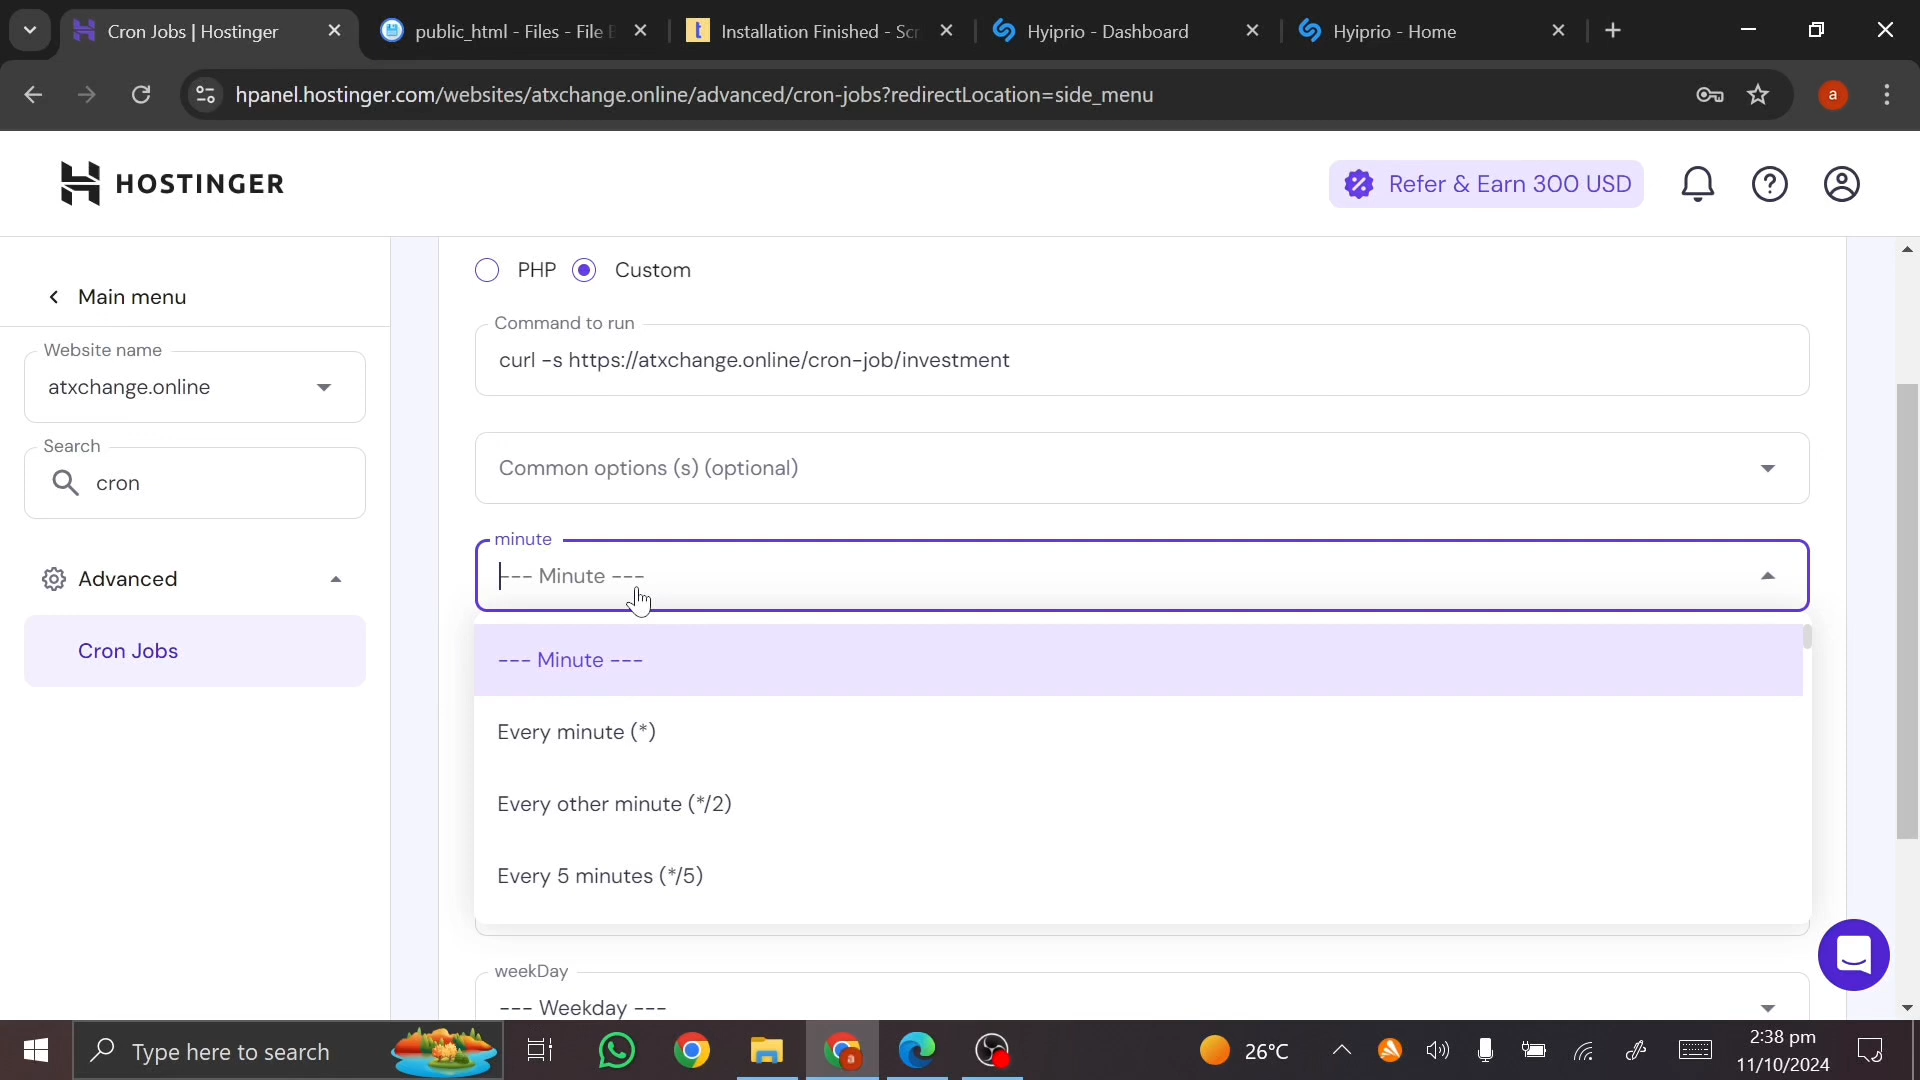 Cron Jobs | Hostinger
public_html - Files - File
Installation Finished - Scr
Hyiprio - Dashboard
Hyiprio - Home
hpanel.hostinger.com/websites/atxchange.online/advanced/cron-jobs?redirectLocation=side_menu
a
HOSTINGER
Refer & Earn 300 USD
Main menu
Website name
atxchange.online
Search
cron
Advanced
Cron Jobs
PHP
Custom
Command to run
curl -s https://atxchange.online/cron-job/investment
Common options (s) (optional)
minute
--- Minute ---
--- Minute ---
Every minute (*)
Every other minute (*/2)
Every 5 minutes (*/5)
weekDay
--- Weekday ---
Type here to search
26°C
2:38 pm
11/10/2024